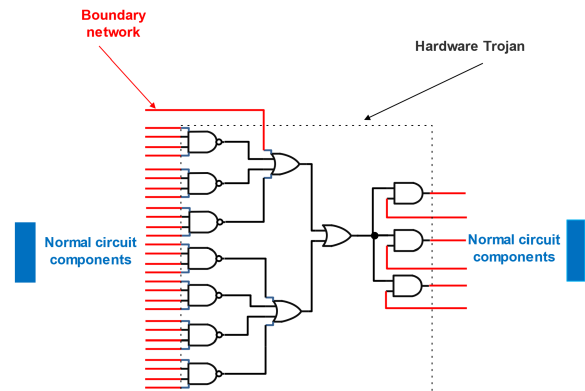 Boundary
network
Hardware Trojan
Normal circuit
components
Normal circuit
components